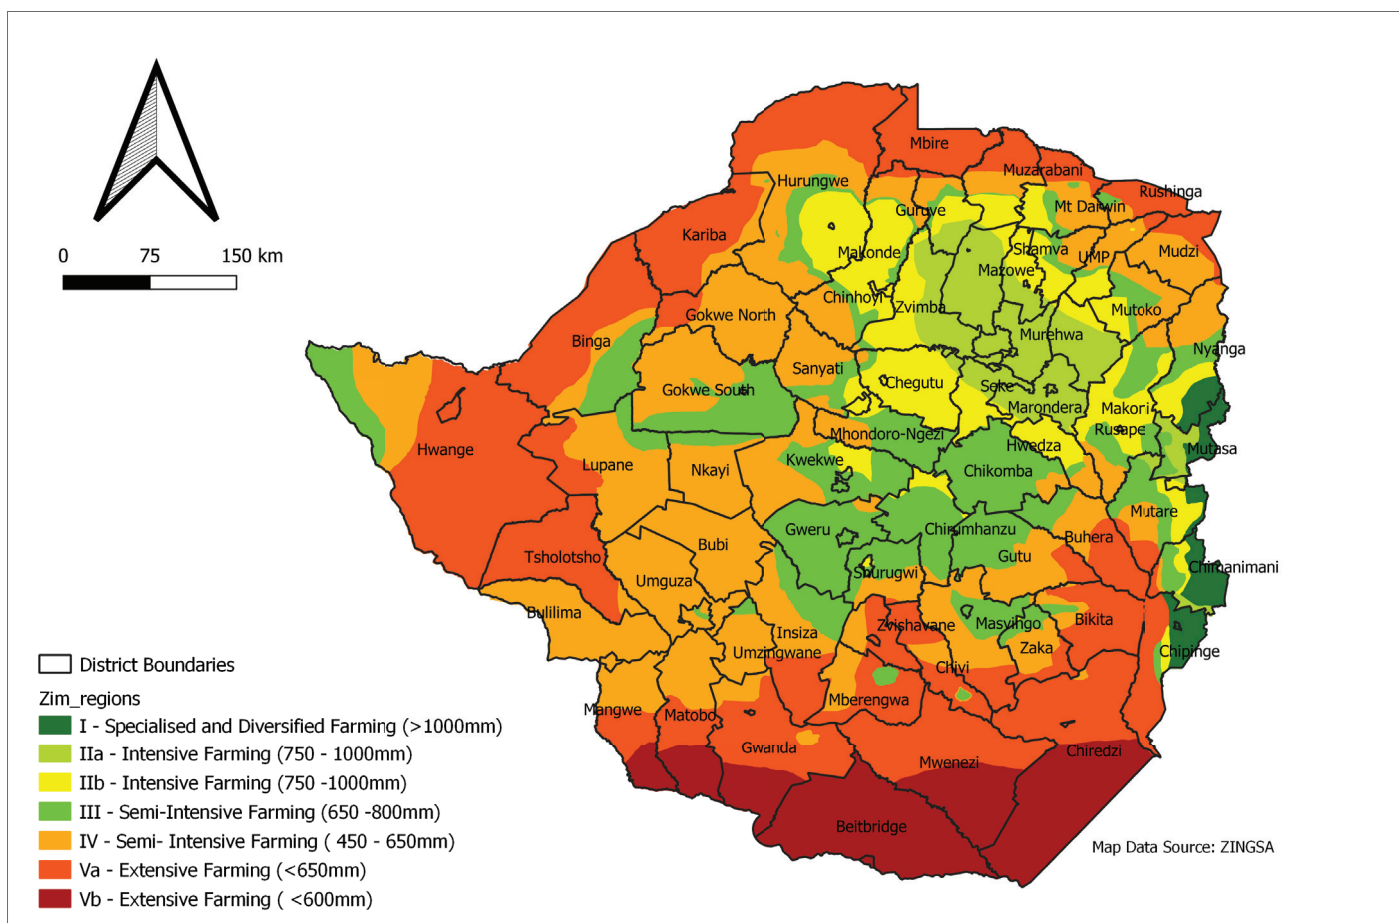 Mbire
Muzarabani
Hurungwe
Rushinga
Guruve
Mt Darwin
Kariba
Makonde
Shamva
UMP
Mudzi
Mazowe
0 75 150 km
Chinhoyi
Zvimba
Mutoko
Gokwe North
Binga
Murehwa
Nyanga
Sanyati
Gokwe South
Chegutu
Seke
Marondera
Makoni
Rusape
Mhondoro-Ngezi
Hwedza
Mutasa
Hwange
Lupane
Nkayi
Kwekwe
Chikomba
Mutare
Gweru
Chirumhanzu
Buhera
Tsholotsho
Bubi
Gutu
Umguza
Shurugwi
Chimanimani
Bulilima
Insiza
Zvishavane
Masvingo
Bikita
Umzingwane
Zaka
Chipinge
Chivi
District Boundaries
Zim_regions
Mangwe
Matobo
Mberengwa
I - Specialised and Diversified Farming (>1000mm)
Gwanda
Mwenezi
Chiredzi
IIa - Intensive Farming (750 - 1000mm)
IIb - Intensive Farming (750 -1000mm)
III - Semi-Intensive Farming (650 -800mm)
Beitbridge
IV - Semi- Intensive Farming ( 450 - 650mm)
Map Data Source: ZINGSA
Va - Extensive Farming (<650mm)
Vb - Extensive Farming ( <600mm)